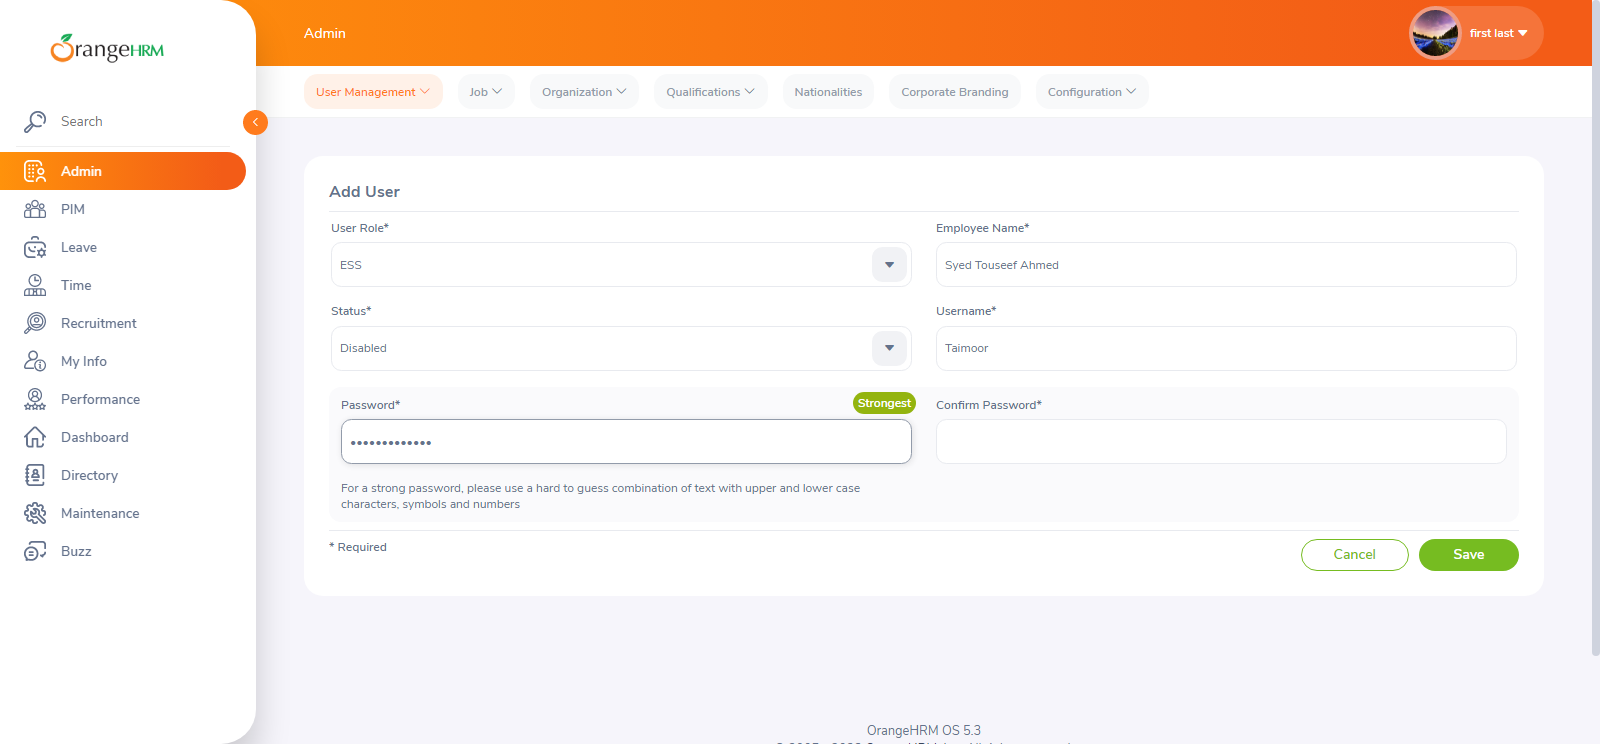 OrangeHRM
Admin
first last
User Management
Job
Organization
Qualifications
Nationalities
Corporate Branding
Configuration
Search
Admin
PIM
Leave
Time
Recruitment
My Info
Performance
Dashboard
Directory
Maintenance
Buzz
Add User
User Role*
Employee Name*
ESS
Syed Touseef Ahmed
Status*
Username*
Disabled
Taimoor
Password*
Strongest
Confirm Password*
•••••••••••••
For a strong password, please use a hard to guess combination of text with upper and lower case
characters, symbols and numbers
* Required
Cancel
Save
OrangeHRM OS 5.3